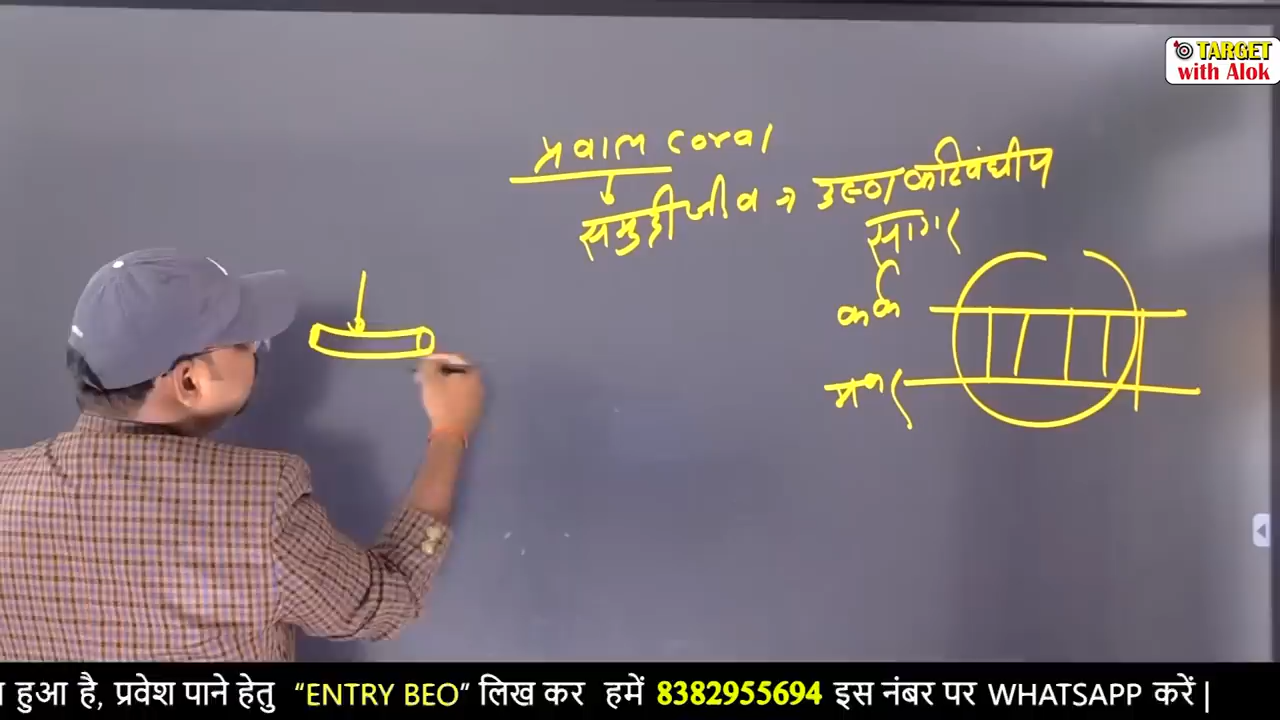 TARGET
with Alok
प्रवाल coral
समुद्रीजीव → उष्ण कटिबंधीय
सागर
कर्क
मकर
हुआ है, प्रवेश पाने हेतु “ENTRY BEO” लिख कर हमें 8382955694 इस नंबर पर WHATSAPP करें |